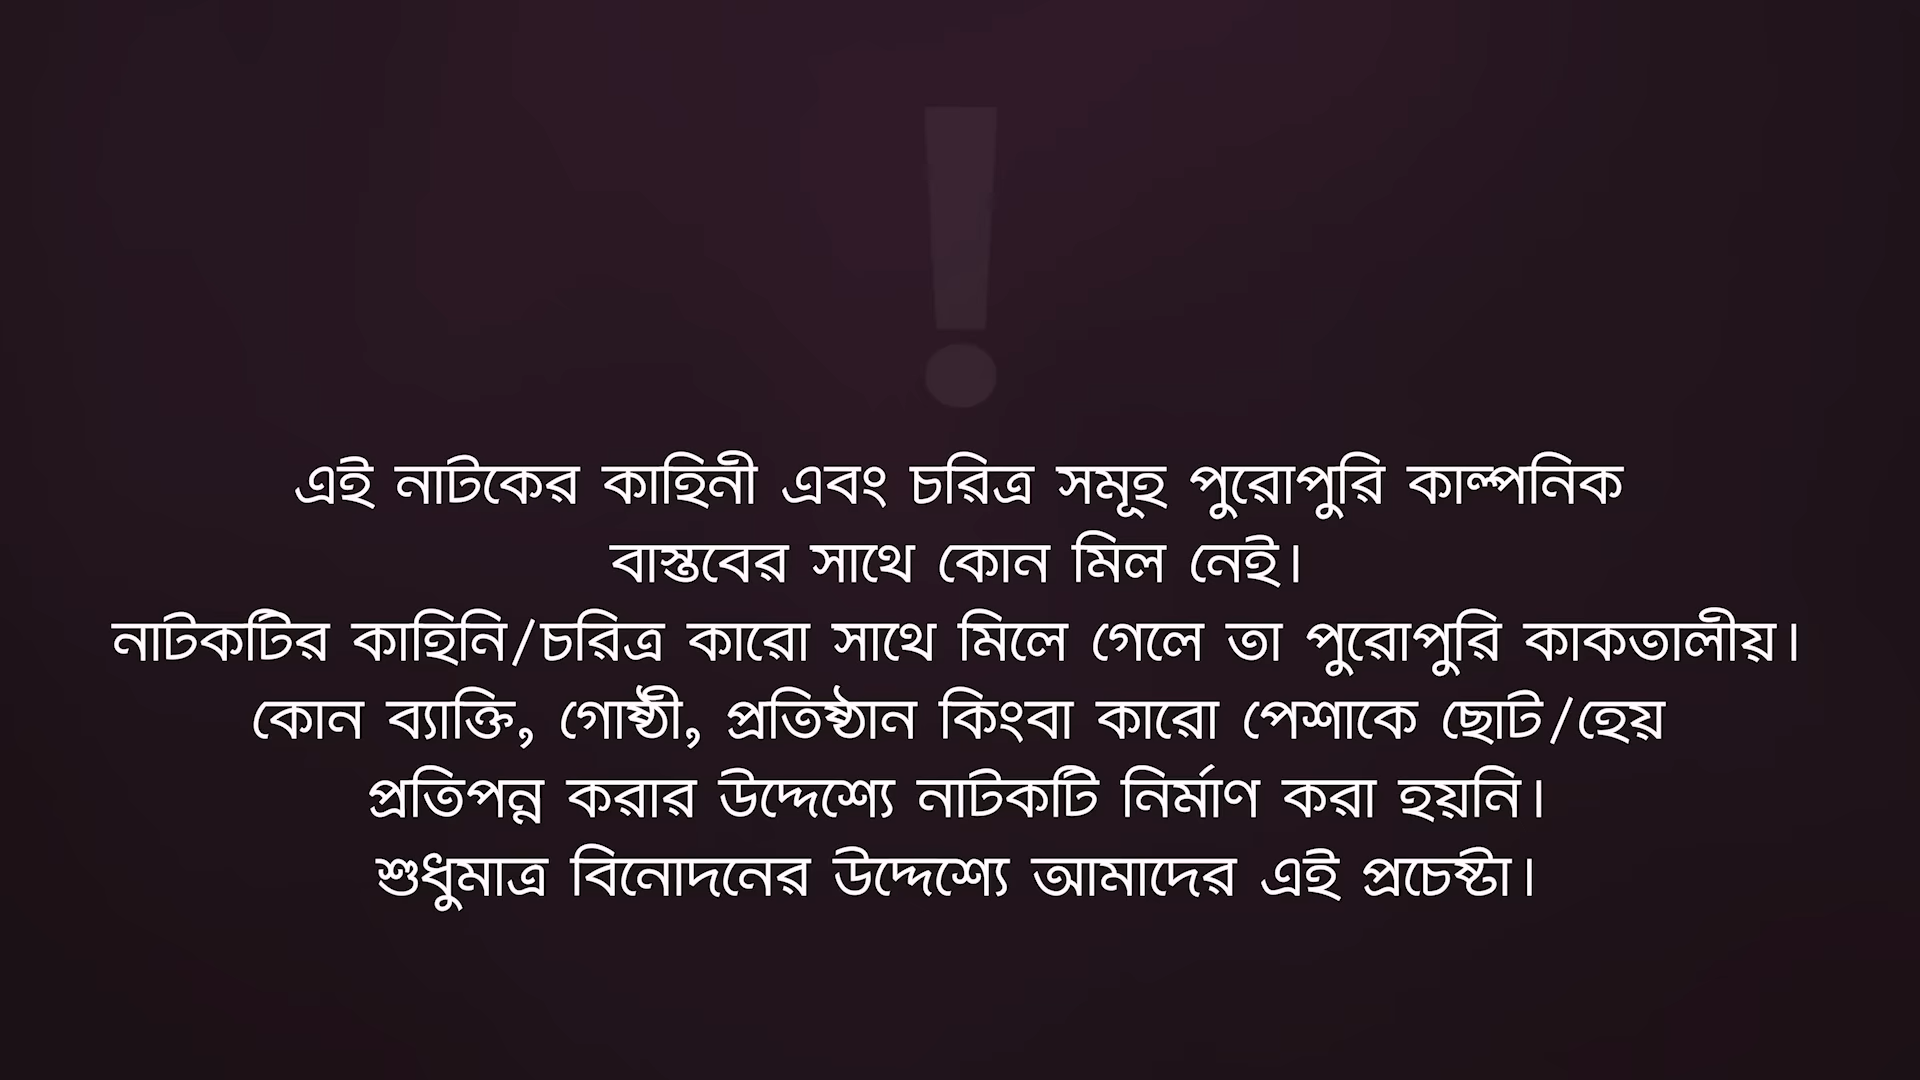 এই নাটকের কাহিনী এবং চরিত্র সমূহ পুরোপুরি কাল্পনিক
বাস্তবের সাথে কোন মিল নেই।
নাটকটির কাহিনি/চরিত্র কারো সাথে মিলে গেলে তা পুরোপুরি কাকতালীয়।
কোন ব্যাক্তি, গোষ্ঠী, প্রতিষ্ঠান কিংবা কারো পেশাকে ছোট/হেয়
প্রতিপন্ন করার উদ্দেশ্যে নাটকটি নির্মাণ করা হয়নি।
শুধুমাত্র বিনোদনের উদ্দেশ্যে আমাদের এই প্রচেষ্টা।